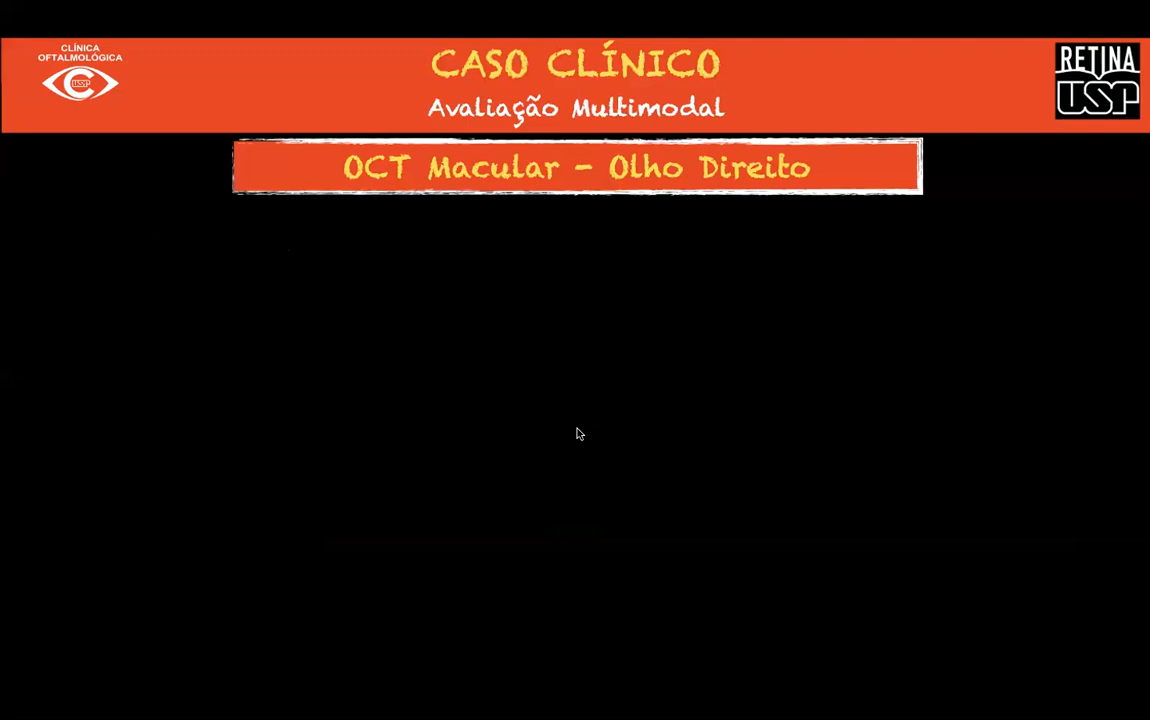 CLÍNICA
OFTALMOLÓGICA
USP
CASO CLÍNICO
Avaliação Multimodal
RETINA
USP
OCT Macular - Olho Direito